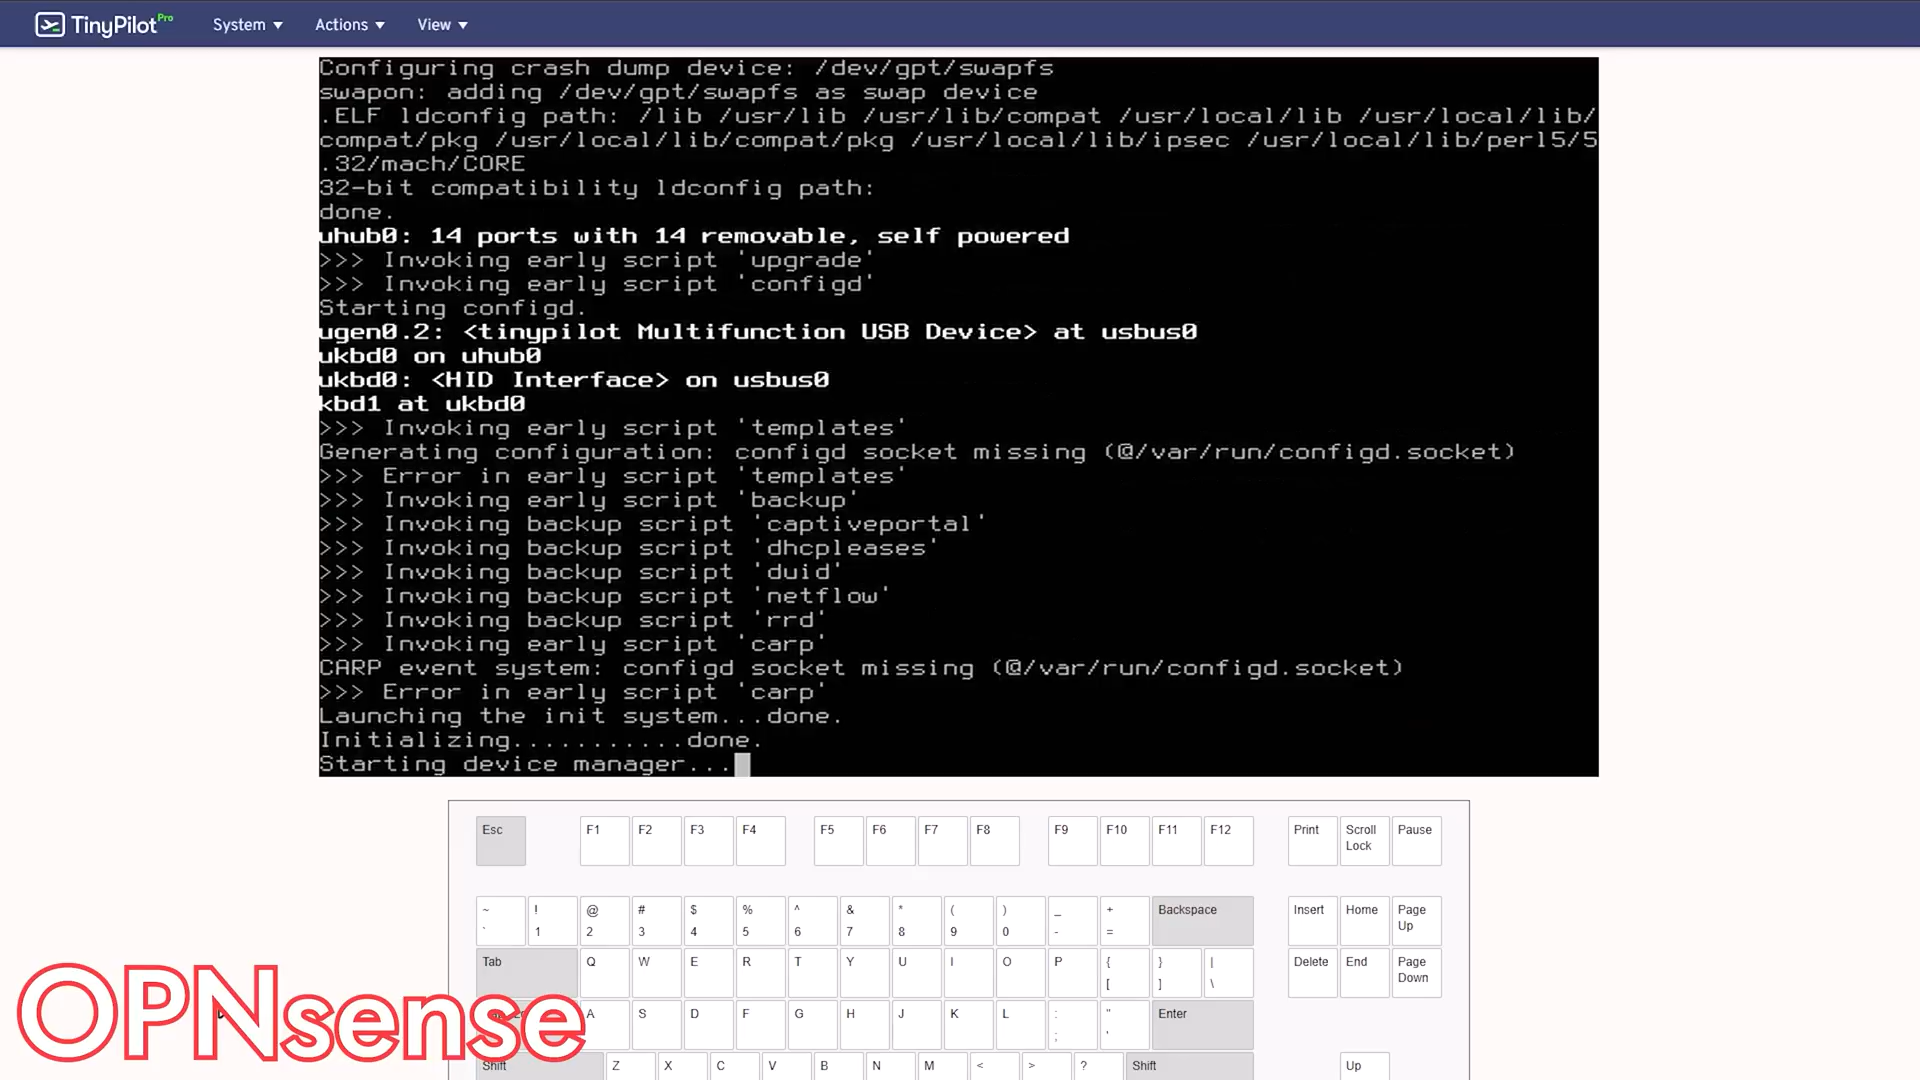 TinyPilot Pro System Actions View
Configuring crash dump device: /dev/gpt/swapfs
swapon: adding /dev/gpt/swapfs as swap device
.ELF ldconfig path: /lib /usr/lib /usr/lib/compat /usr/local/lib /usr/local/lib/
compat/pkg /usr/local/lib/compat/pkg /usr/local/lib/ipsec /usr/local/lib/perl5/5
.32/mach/CORE
32-bit compatibility ldconfig path:
done.
uhub0: 14 ports with 14 removable, self powered
>>> Invoking early script 'upgrade'
>>> Invoking early script 'configd'
Starting configd.
ugen0.2: <tinypilot Multifunction USB Device> at usbus0
ukbd0 on uhub0
ukbd0: <HID Interface> on usbus0
kbd1 at ukbd0
>>> Invoking early script 'templates'
Generating configuration: configd socket missing (@/var/run/configd.socket)
>>> Error in early script 'templates'
>>> Invoking early script 'backup'
>>> Invoking backup script 'captiveportal'
>>> Invoking backup script 'dhcpleases'
>>> Invoking backup script 'duid'
>>> Invoking backup script 'netflow'
>>> Invoking backup script 'rrd'
>>> Invoking early script 'carp'
CARP event system: configd socket missing (@/var/run/configd.socket)
>>> Error in early script 'carp'
Launching the init system...done.
Initializing...........done.
Starting device manager...
Esc F1 F2 F3 F4 F5 F6 F7 F8 F9 F10 F11 F12 Print Scroll Lock Pause
~ ! @ # $ % ^ & * ( ) _ + Backspace Insert Home Page Up
` 1 2 3 4 5 6 7 8 9 0 - =
Tab Q W E R T Y U I O P { } | Delete End Page Down
[ ] \
A S D F G H J K L : " Enter
; '
Shift Z X C V B N M < > ? Shift Up
OPNsense